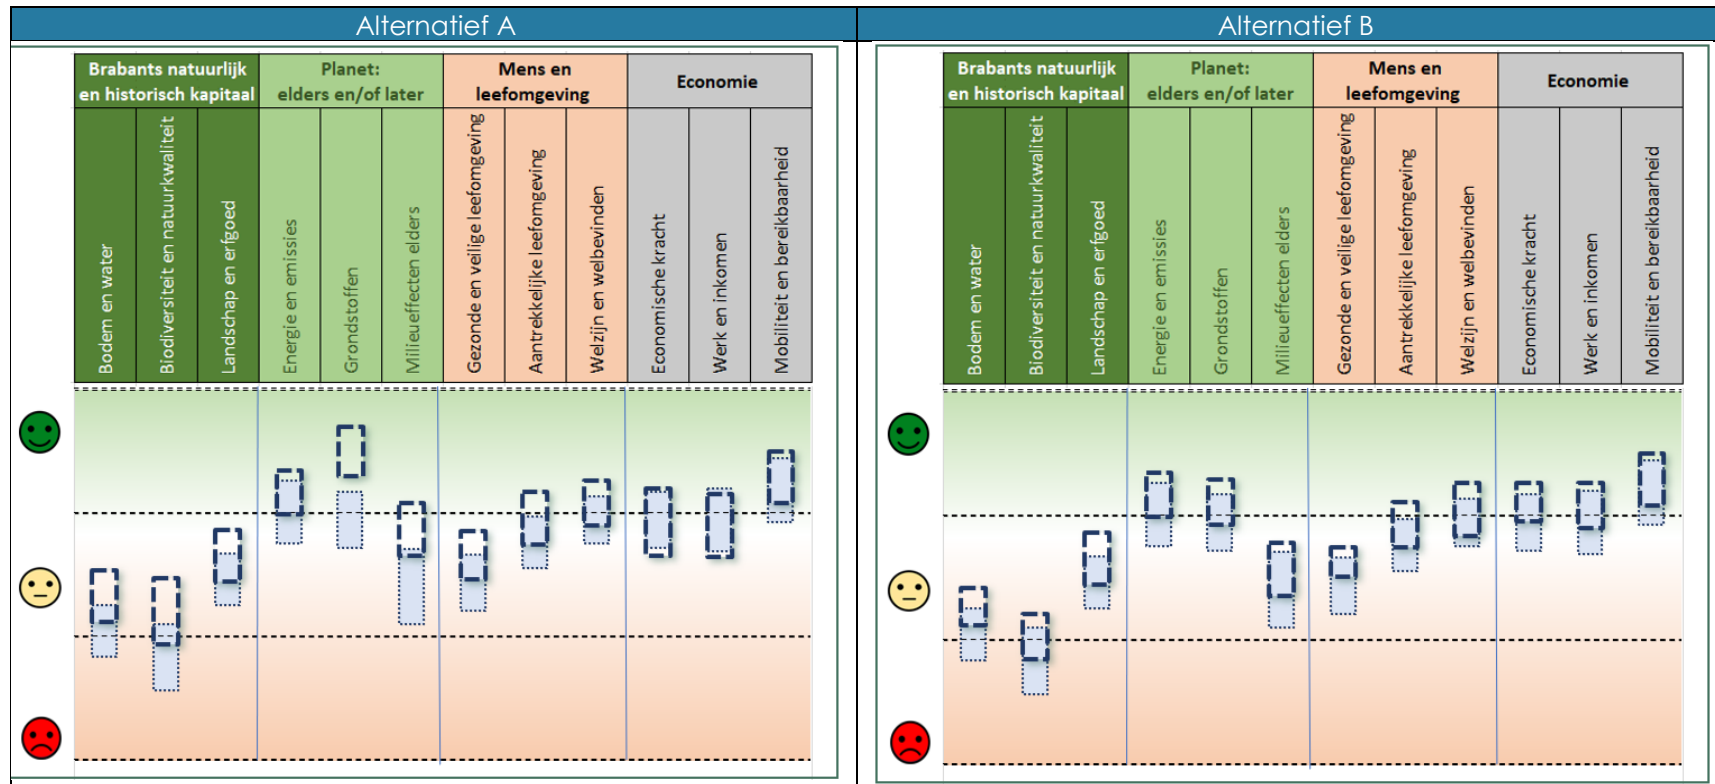 Alternatief A
Brabants natuurlijk
en historisch kapitaal
Planet:
elders en/of later
Mens en
leefomgeving
Economie
Bodem en water
Biodiversiteit en natuurkwaliteit
Landschap en erfgoed
Energie en emissies
Grondstoffen
Milieueffecten elders
Gezonde en veilige leefomgeving
Aantrekkelijke leefomgeving
Welzijn en welbevinden
Economische kracht
Werk en inkomen
Mobiliteit en bereikbaarheid
Alternatief B
Brabants natuurlijk
en historisch kapitaal
Planet:
elders en/of later
Mens en
leefomgeving
Economie
Bodem en water
Biodiversiteit en natuurkwaliteit
Landschap en erfgoed
Energie en emissies
Grondstoffen
Milieueffecten elders
Gezonde en veilige leefomgeving
Aantrekkelijke leefomgeving
Welzijn en welbevinden
Economische kracht
Werk en inkomen
Mobiliteit en bereikbaarheid